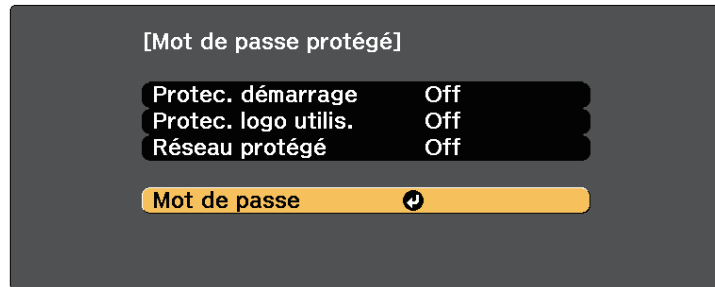 [Mot de passe protégé]
Protec. démarrage Off
Protec. logo utilis. Off
Réseau protégé Off
Mot de passe